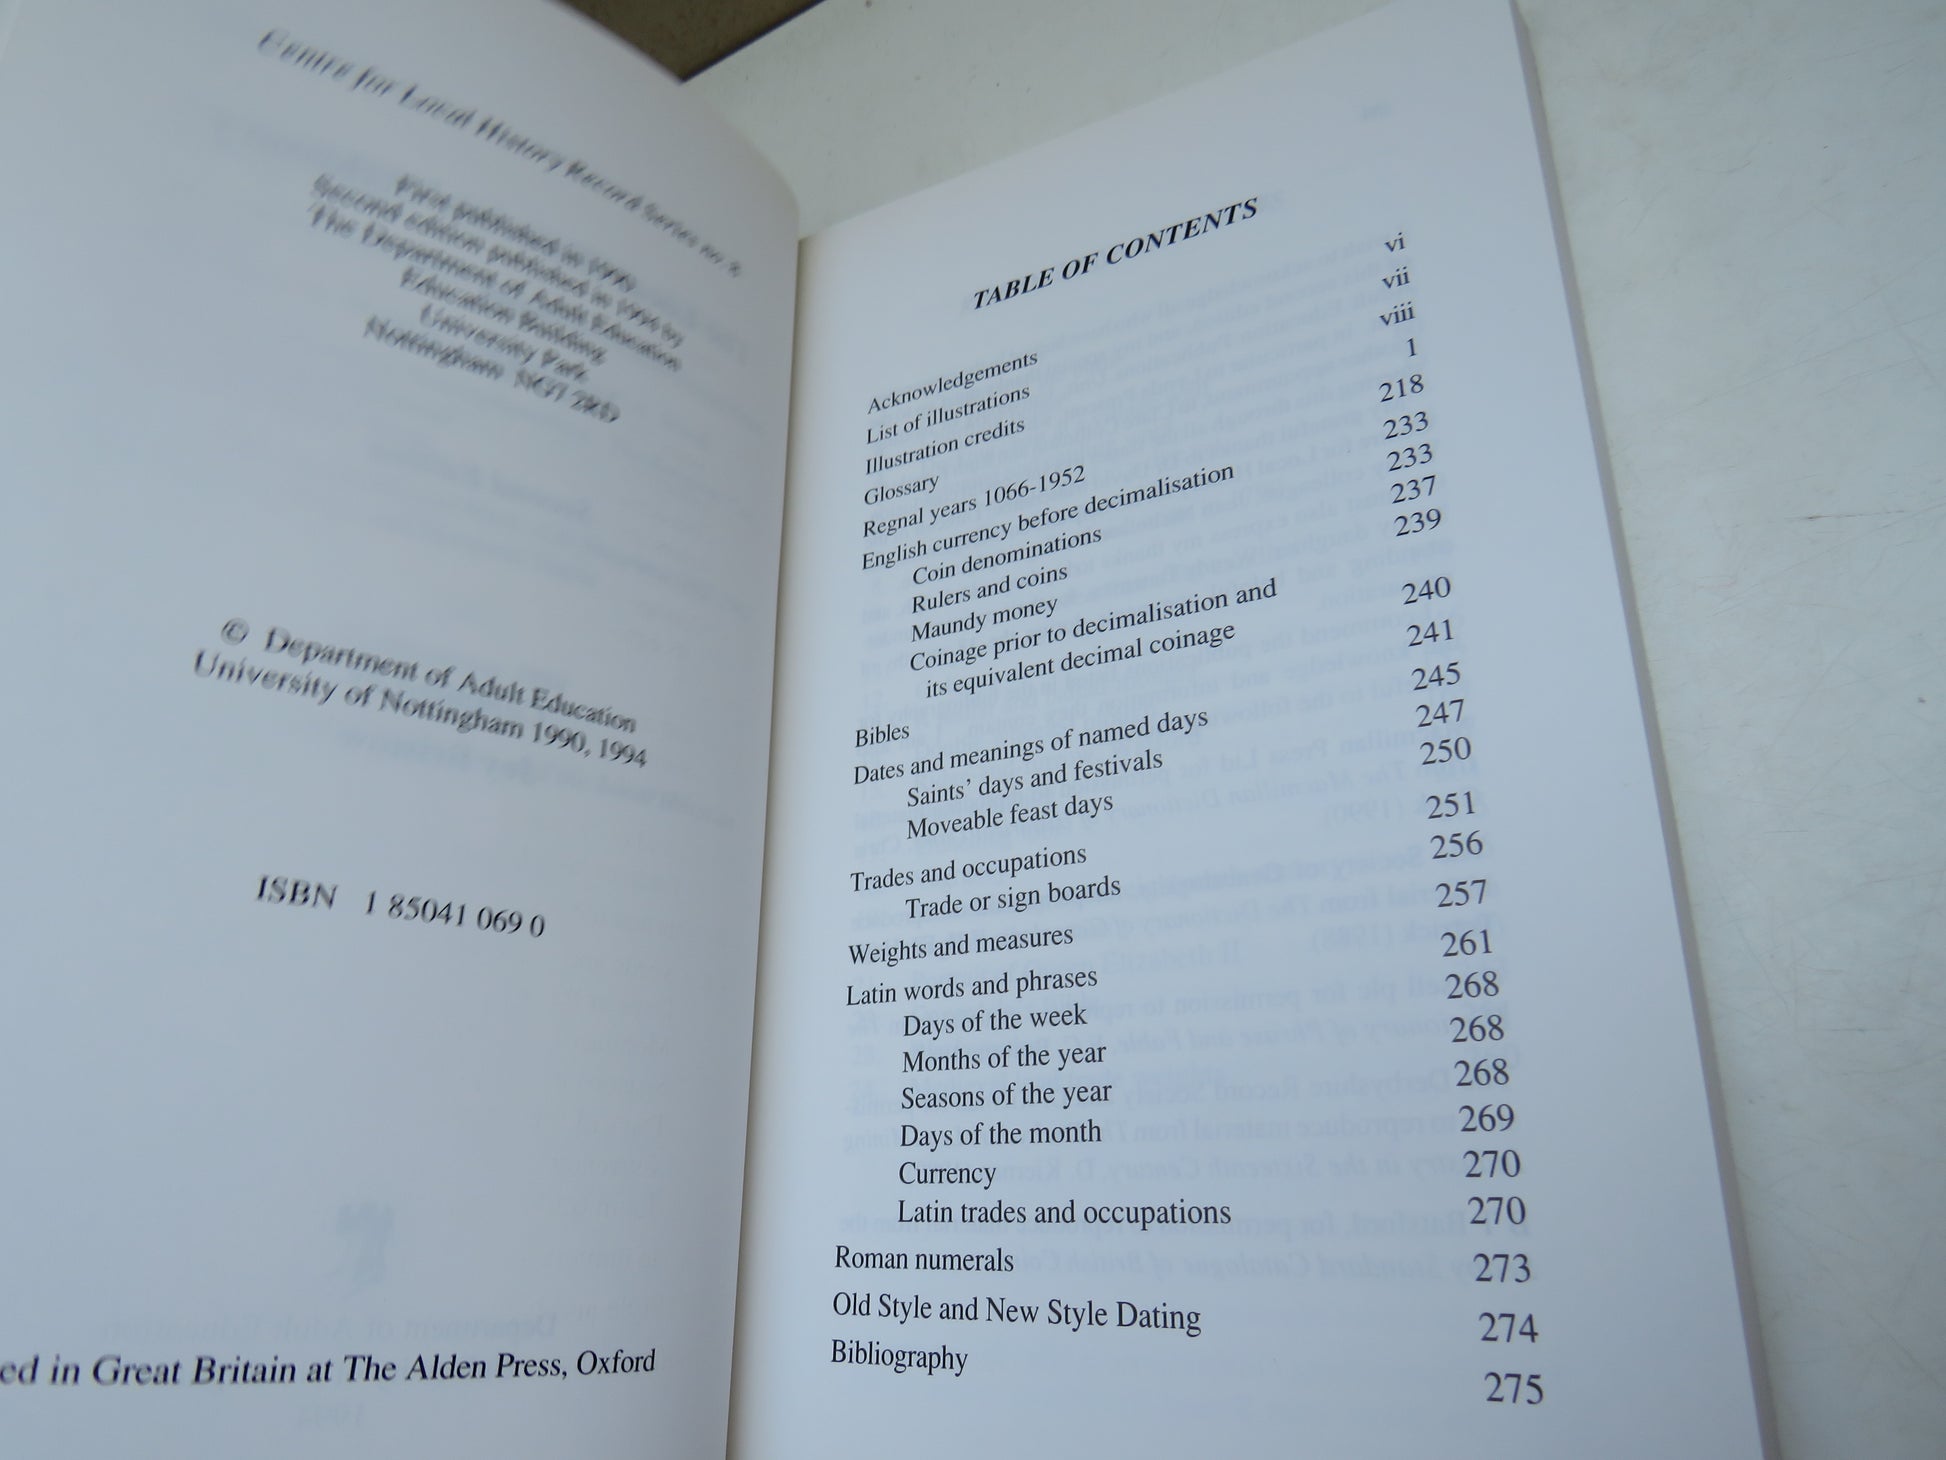 Centre for Local History Record Series no.
First published in 1990
Second edition published in 1994 by
The Department of Adult Education
Education Building
University Park
Nottingham NG7 2RD
© Department of Adult Education
University of Nottingham 1990, 1994
ISBN 1 85041 069 0
ed in Great Britain at The Alden Press, Oxford
TABLE OF CONTENTS
Acknowledgements vi
List of illustrations vii
Illustration credits viii
Glossary 1
Regnal years 1066-1952 218
English currency before decimalisation 233
Coin denominations 233
Rulers and coins 237
Maundy money 239
Coinage prior to decimalisation and
its equivalent decimal coinage 240
Bibles 241
Dates and meanings of named days 245
Saints' days and festivals 247
Moveable feast days 250
Trades and occupations 251
Trade or sign boards 256
Weights and measures 257
Latin words and phrases 261
Days of the week 268
Months of the year 268
Seasons of the year 268
Days of the month 269
Currency 270
Latin trades and occupations 270
Roman numerals 273
Old Style and New Style Dating 274
Bibliography 275